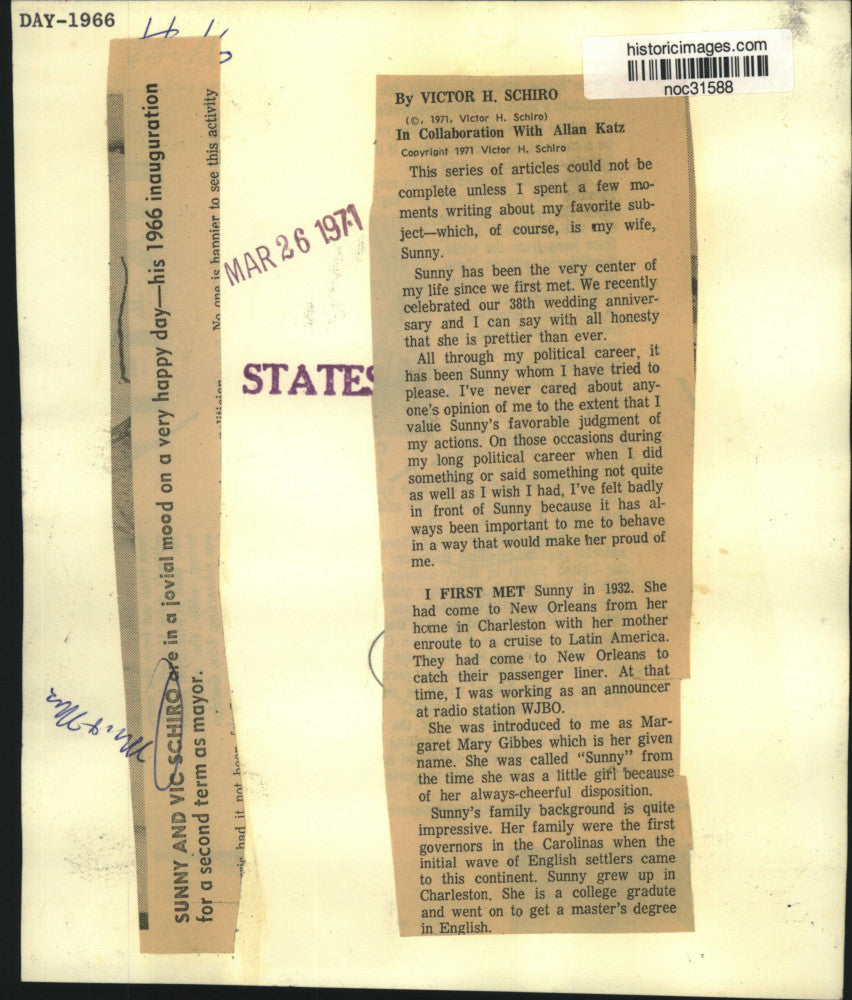 DAY-1966
historicimages.com
noc31588
SUNNY AND VIC SCHIRO are in a jovial mood on a very happy day—his 1966 inauguration
for a second term as mayor.
No one is happier to see this activity
had it not been
Mr & Mrs
MAR 26 1971
STATES
By VICTOR H. SCHIRO
(©, 1971, Victor H. Schiro)
In Collaboration With Allan Katz
Copyright 1971 Victor H. Schiro
This series of articles could not be
complete unless I spent a few mo-
ments writing about my favorite sub-
ject—which, of course, is my wife,
Sunny.
Sunny has been the very center of
my life since we first met. We recently
celebrated our 38th wedding anniver-
sary and I can say with all honesty
that she is prettier than ever.
All through my political career, it
has been Sunny whom I have tried to
please. I've never cared about any-
one's opinion of me to the extent that I
value Sunny's favorable judgment of
my actions. On those occasions during
my long political career when I did
something or said something not quite
as well as I wish I had, I've felt badly
in front of Sunny because it has al-
ways been important to me to behave
in a way that would make her proud of
me.
I FIRST MET Sunny in 1932. She
had come to New Orleans from her
home in Charleston with her mother
enroute to a cruise to Latin America.
They had come to New Orleans to
catch their passenger liner. At that
time, I was working as an announcer
at radio station WJBO.
She was introduced to me as Mar-
garet Mary Gibbes which is her given
name. She was called "Sunny" from
the time she was a little girl because
of her always-cheerful disposition.
Sunny's family background is quite
impressive. Her family were the first
governors in the Carolinas when the
initial wave of English settlers came
to this continent. Sunny grew up in
Charleston. She is a college gradute
and went on to get a master's degree
in English.